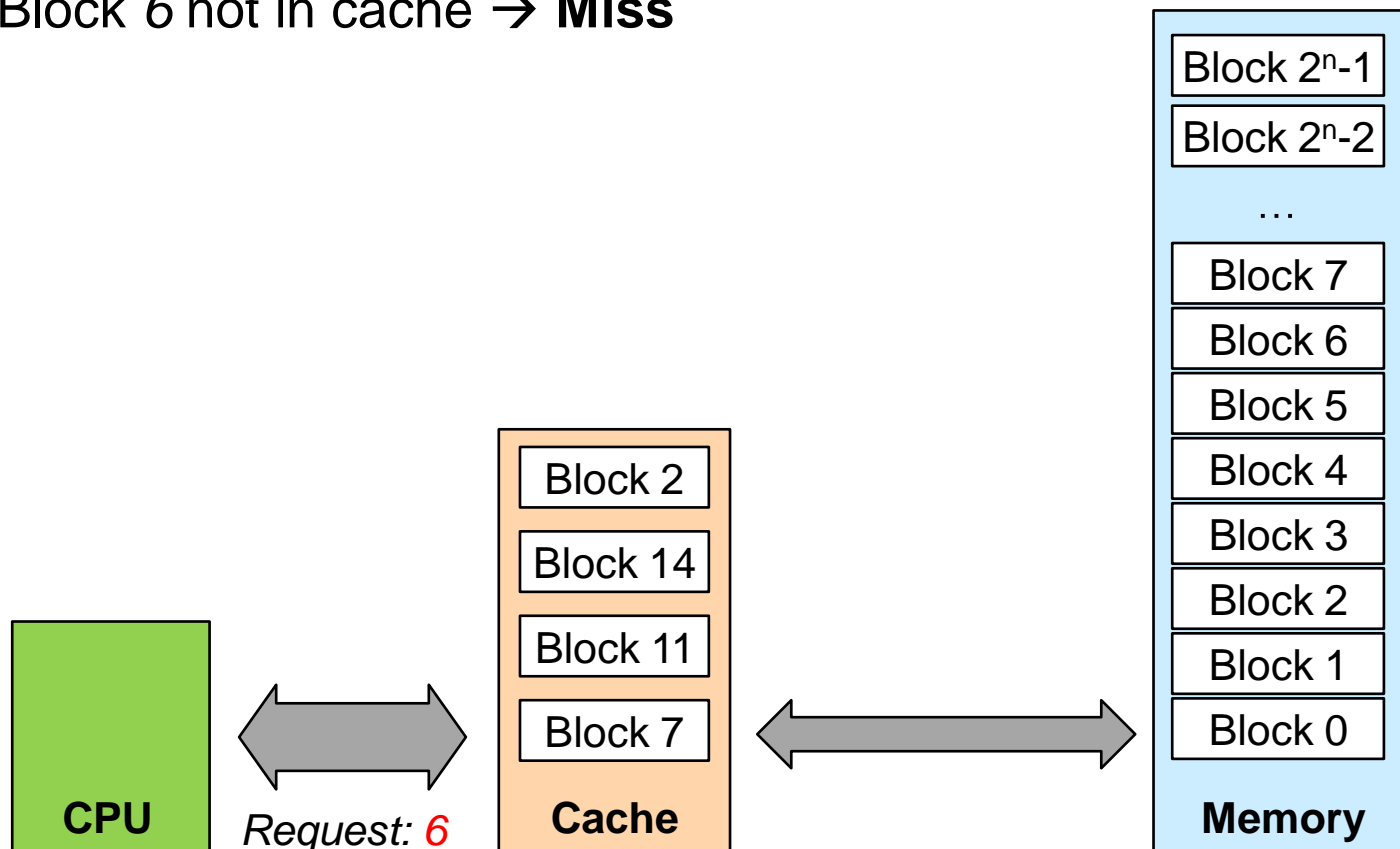 Block 6 not in cache → Miss
Block 2ⁿ-1
Block 2ⁿ-2
…
Block 7
Block 6
Block 5
Block 4
Block 3
Block 2
Block 1
Block 0
Memory
Block 2
Block 14
Block 11
Block 7
Cache
CPU
Request: 6